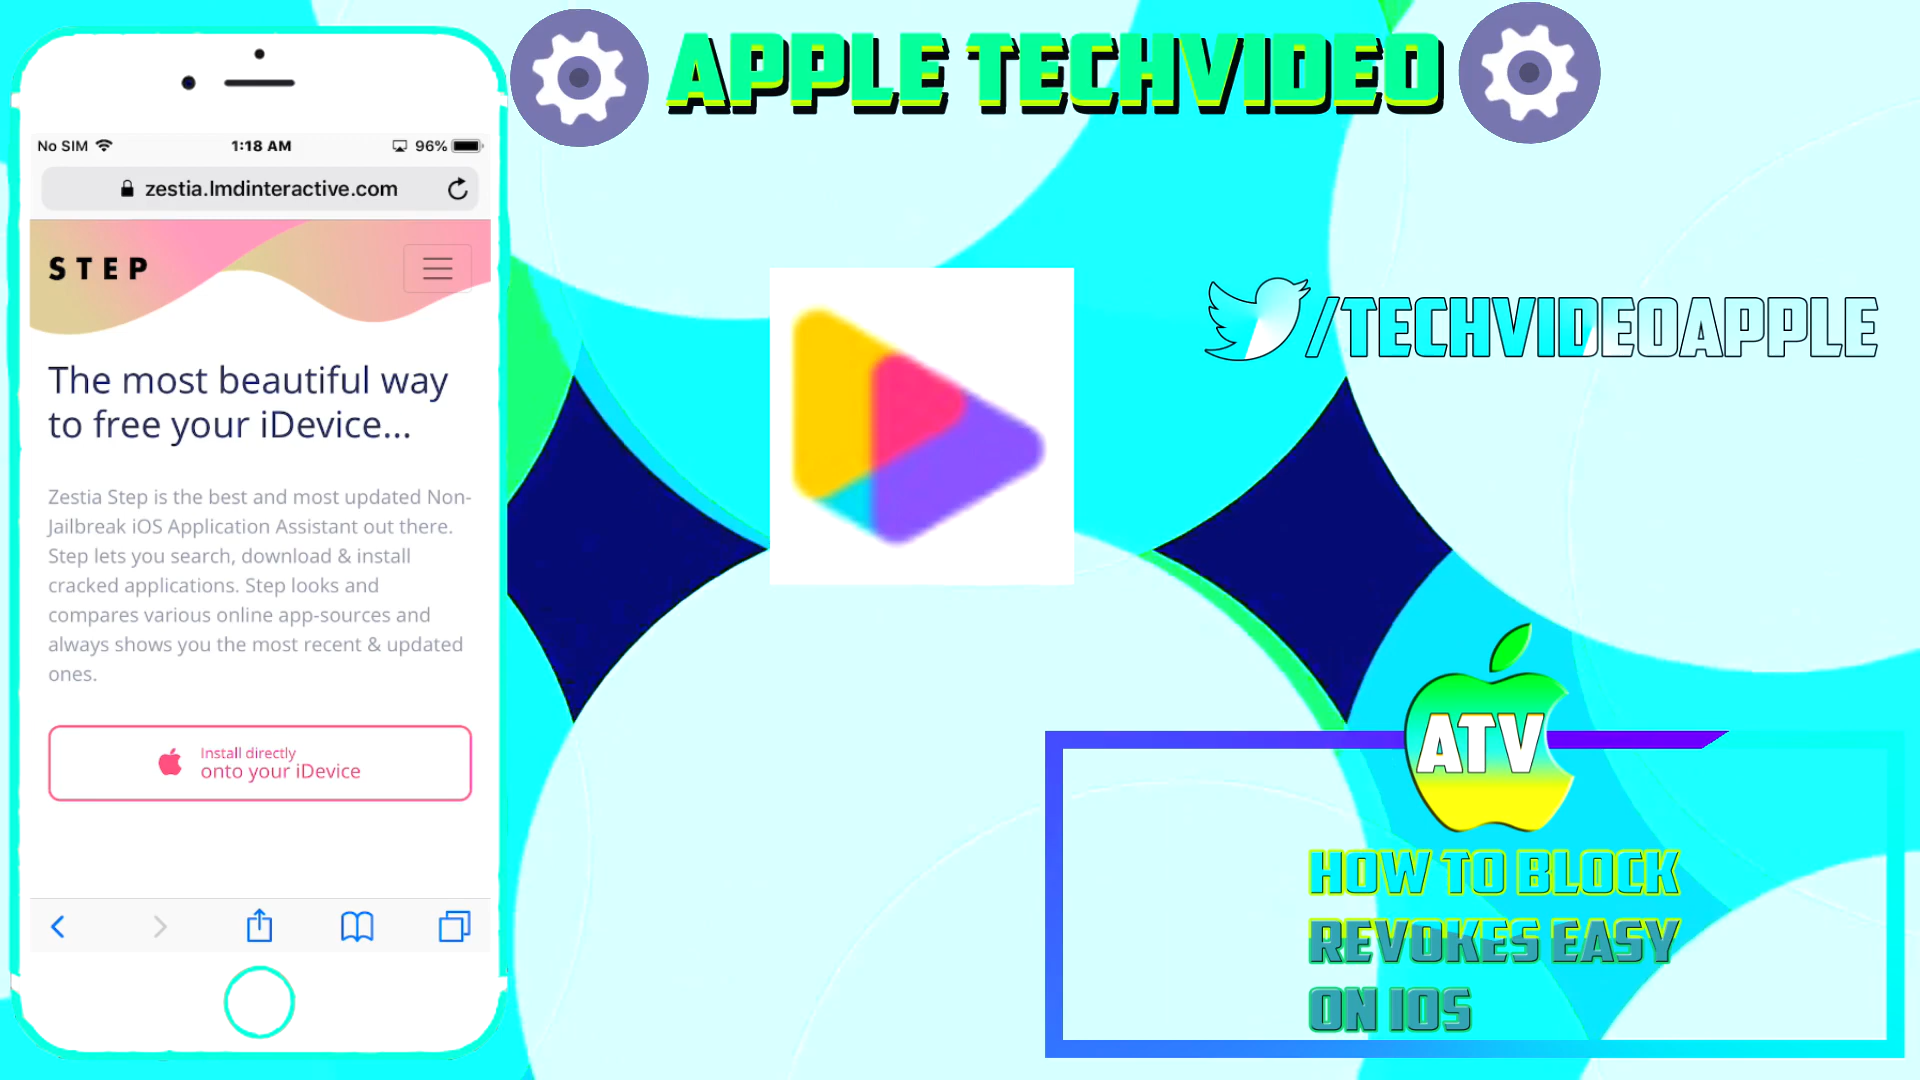 APPLE TECHVIDEO
No SIM 1:18 AM 96%
zestia.lmdinteractive.com
STEP
The most beautiful way
to free your iDevice...
Zestia Step is the best and most updated Non-
Jailbreak iOS Application Assistant out there.
Step lets you search, download & install
cracked applications. Step looks and
compares various online app-sources and
always shows you the most recent & updated
ones.
Install directly
onto your iDevice
/TECHVIDEOAPPLE
ATV
HOW TO BLOCK
REVOKES EASY
ON IOS